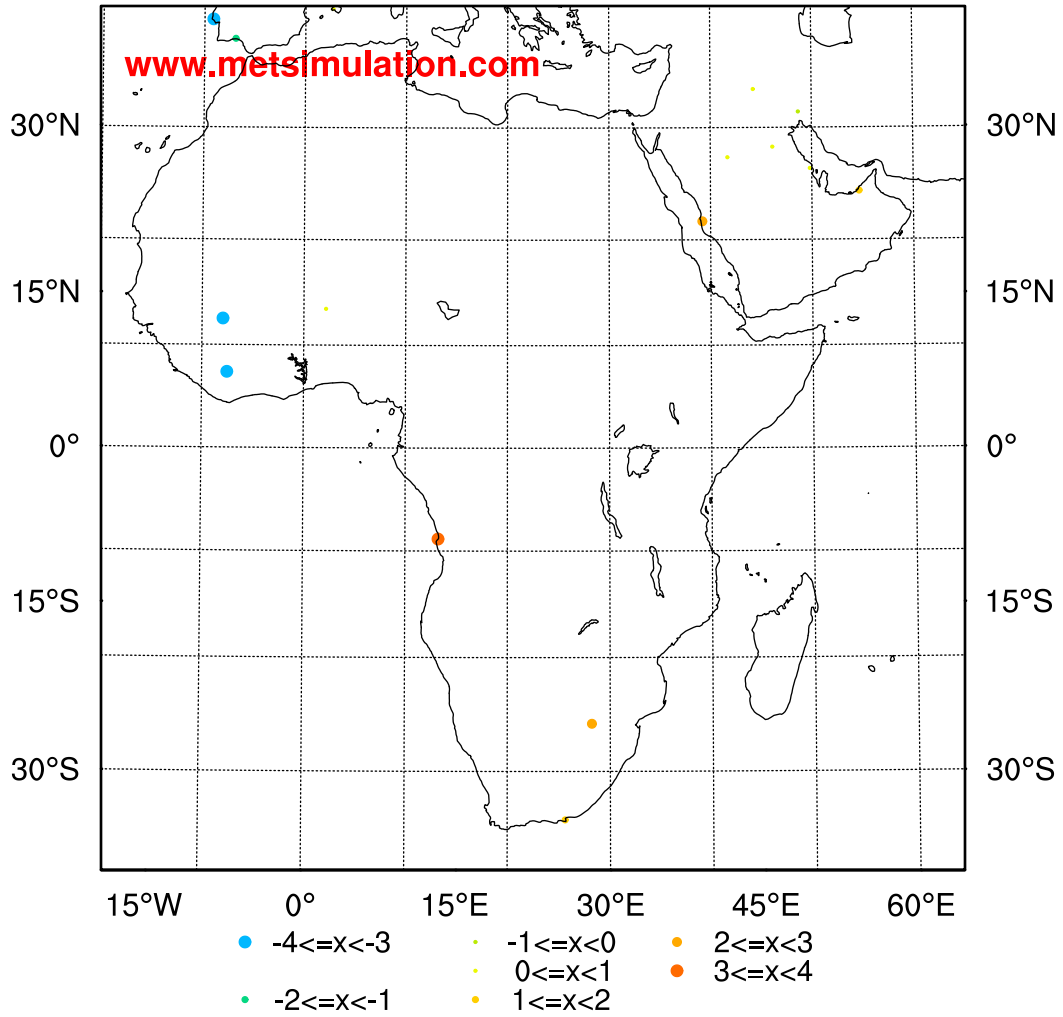 www.metsimulation.com
30°N 30°N
15°N 15°N
0° 0°
15°S 15°S
30°S 30°S
15°W 0° 15°E 30°E 45°E 60°E
-4<=x<-3 -1<=x<0 2<=x<3
0<=x<1 3<=x<4
-2<=x<-1 1<=x<2